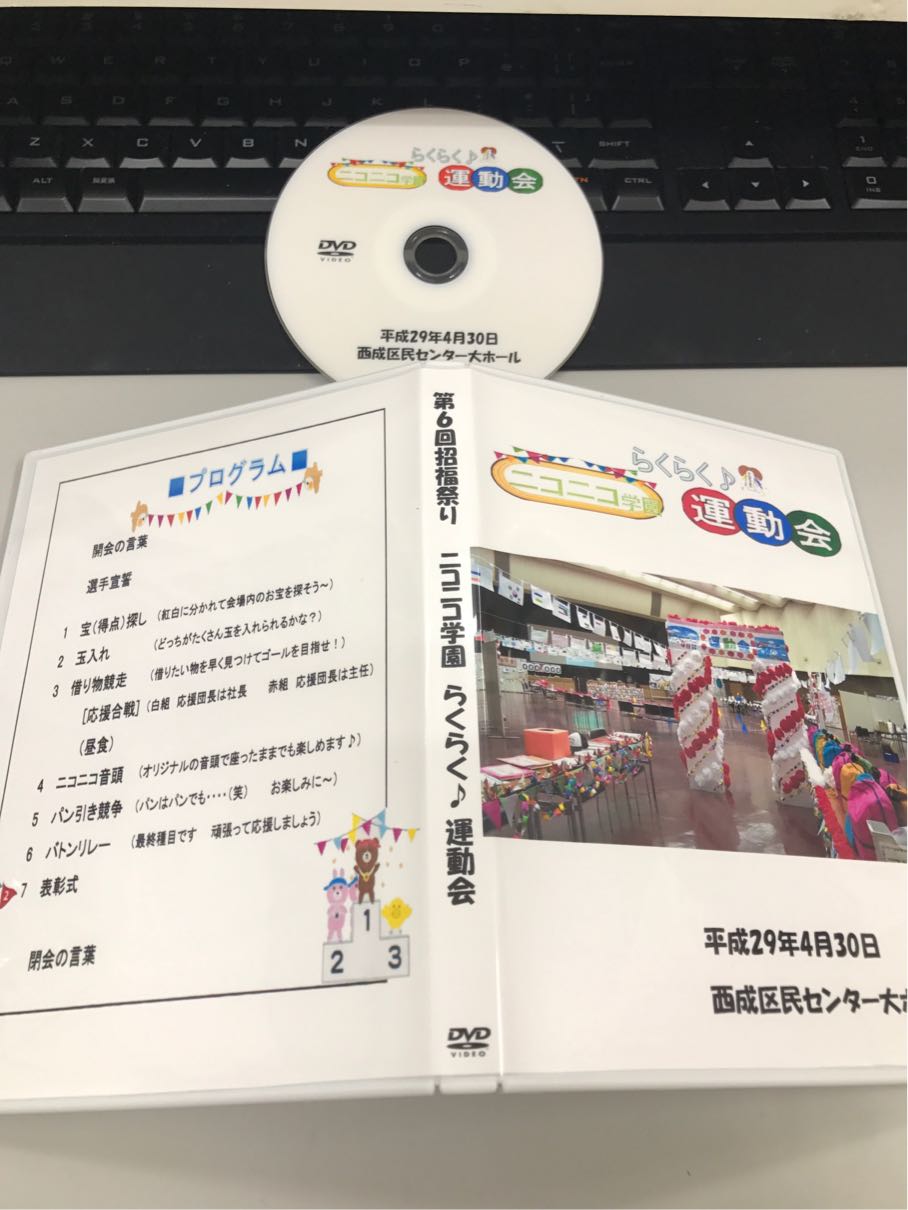 Z X C V B N
SHIFT
ALT
CTRL
END
0
INS
らくらく♪
ニコニコ学園 運動会
DVD
VIDEO
平成29年4月30日
西成区民センター大ホール
■プログラム■
開会の言葉
選手宣誓
1 宝(得点)探し (紅白に分かれて会場内のお宝を探そう〜)
2 玉入れ (どっちがたくさん玉を入れられるかな?)
3 借り物競走 (借りたい物を早く見つけてゴールを目指せ!)
[応援合戦](白組 応援団長は社長 赤組 応援団長は主任)
(昼食)
4 ニコニコ音頭 (オリジナルの音頭で座ったままでも楽しめます♪)
5 パン引き競争 (パンはパンでも・・・・(笑) お楽しみに〜)
6 バトンリレー (最終種目です 頑張って応援しましょう)
7 表彰式
閉会の言葉
2
1
2 3
第6回招福祭り ニコニコ学園 らくらく♪運動会
DVD
VIDEO
らくらく♪
ニコニコ学園 運動会
運動会
平成29年4月30日
西成区民センター大ホ